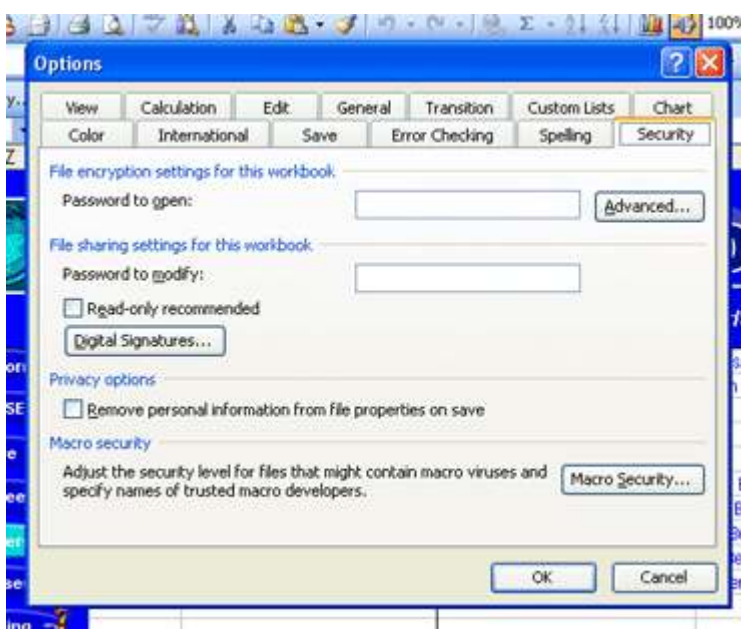 100%
Options
View Calculation Edit General Transition Custom Lists Chart
Color International Save Error Checking Spelling Security
File encryption settings for this workbook
Password to open:
Advanced...
File sharing settings for this workbook
Password to modify:
Read-only recommended
Digital Signatures...
Privacy options
Remove personal information from file properties on save
Macro security
Adjust the security level for files that might contain macro viruses and
specify names of trusted macro developers.
Macro Security...
OK Cancel